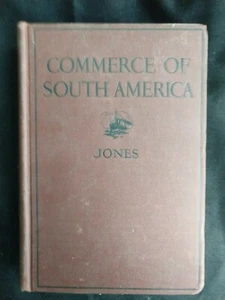 COMMERCE OF
SOUTH AMERICA
JONES